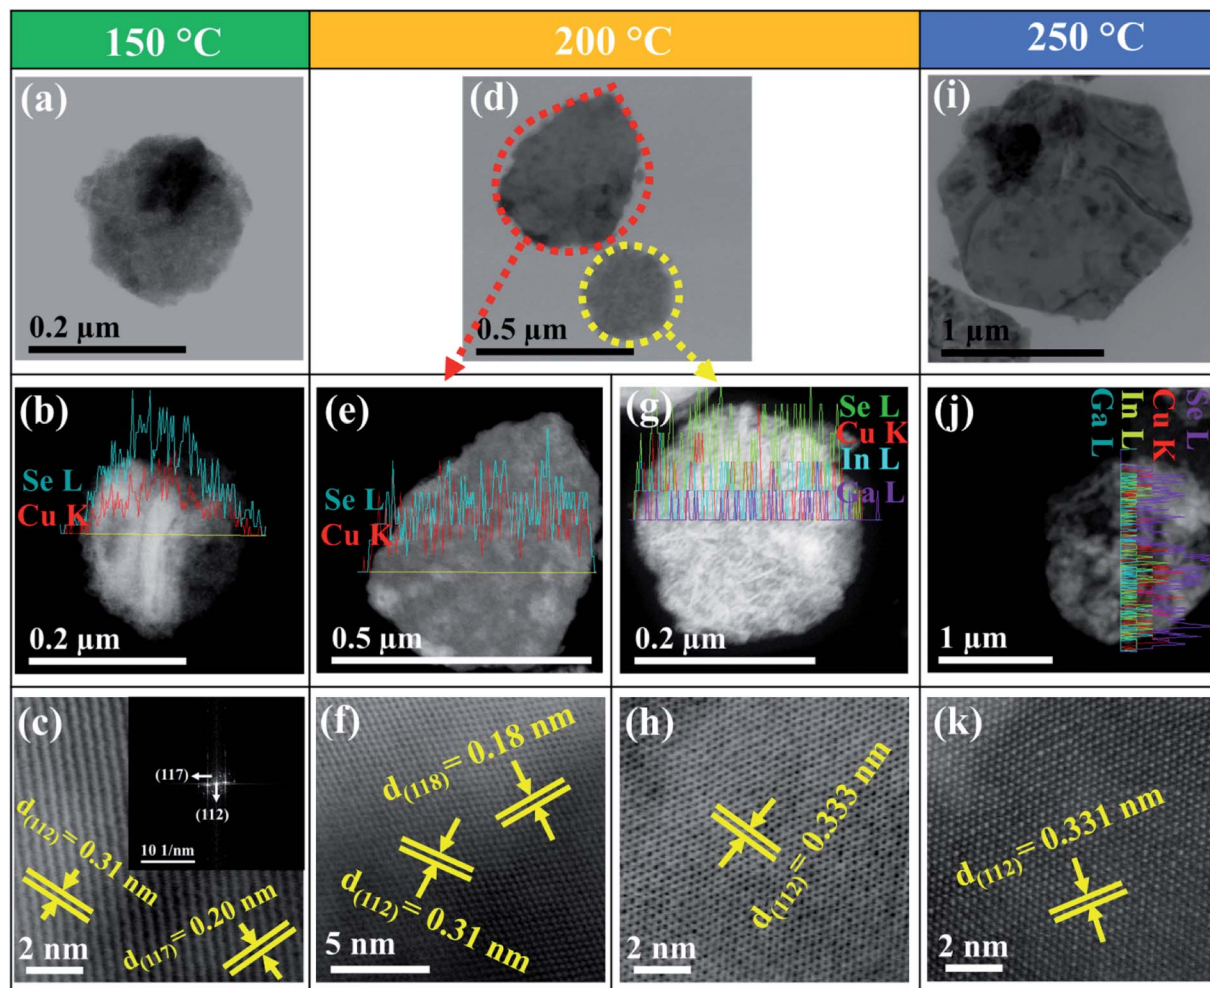 150 °C
200 °C
250 °C
(a)
0.2 µm
(d)
0.5 µm
(i)
1 µm
(b)
Se L
Cu K
0.2 µm
(e)
Se L
Cu K
0.5 µm
(g)
Se L
Cu K
In L
Ga L
0.2 µm
(j)
Ga L
In L
Cu K
Se L
1 µm
(c)
(117)
(112)
10 1/nm
d(112)= 0.31 nm
d(117)= 0.20 nm
2 nm
(f)
d(118)= 0.18 nm
d(112)= 0.31 nm
5 nm
(h)
d(112)= 0.333 nm
2 nm
(k)
d(112)= 0.331 nm
2 nm